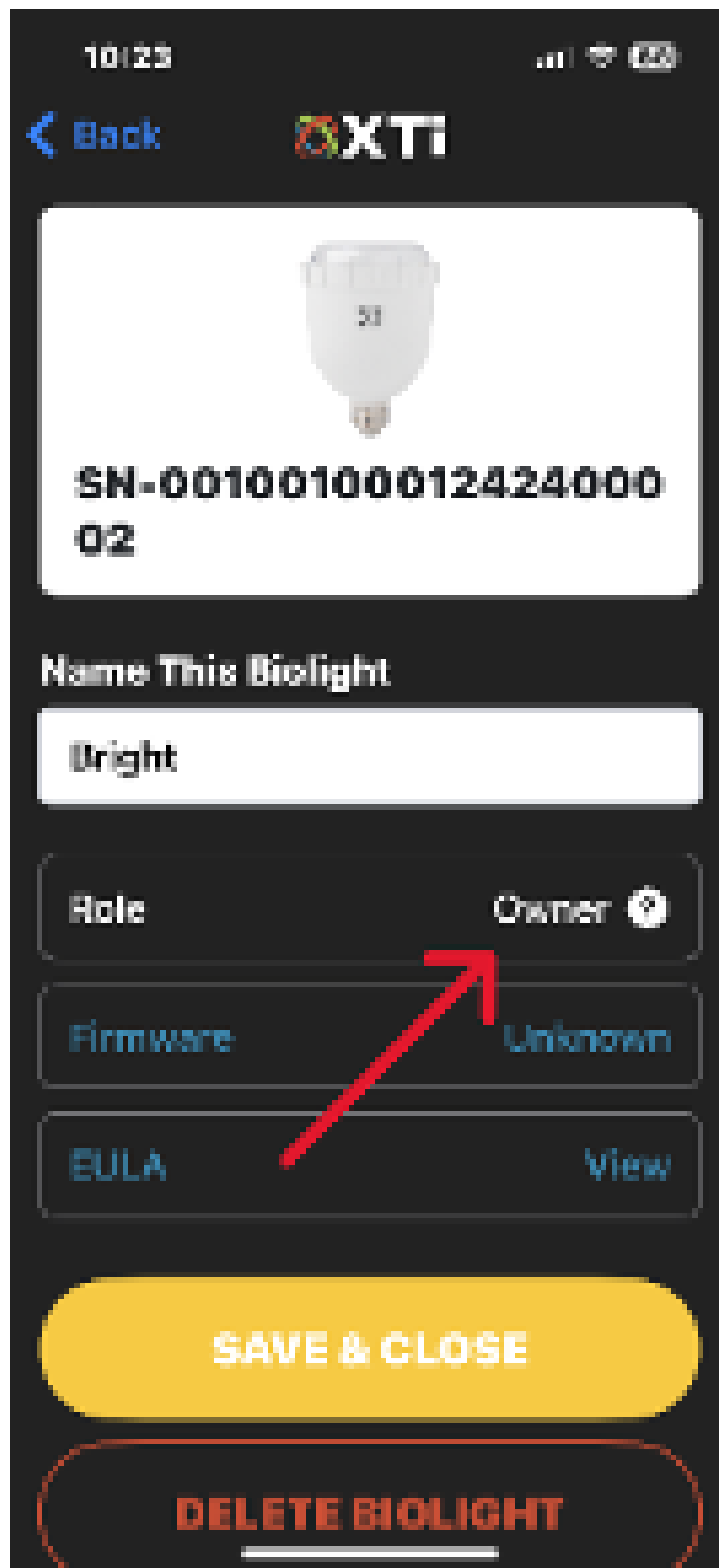 10:23
Back
XTi
SN-00100100012424000
02
Name This Biolight
Bright
Role Owner ?
Firmware Unknown
EULA View
SAVE & CLOSE
DELETE BIOLIGHT